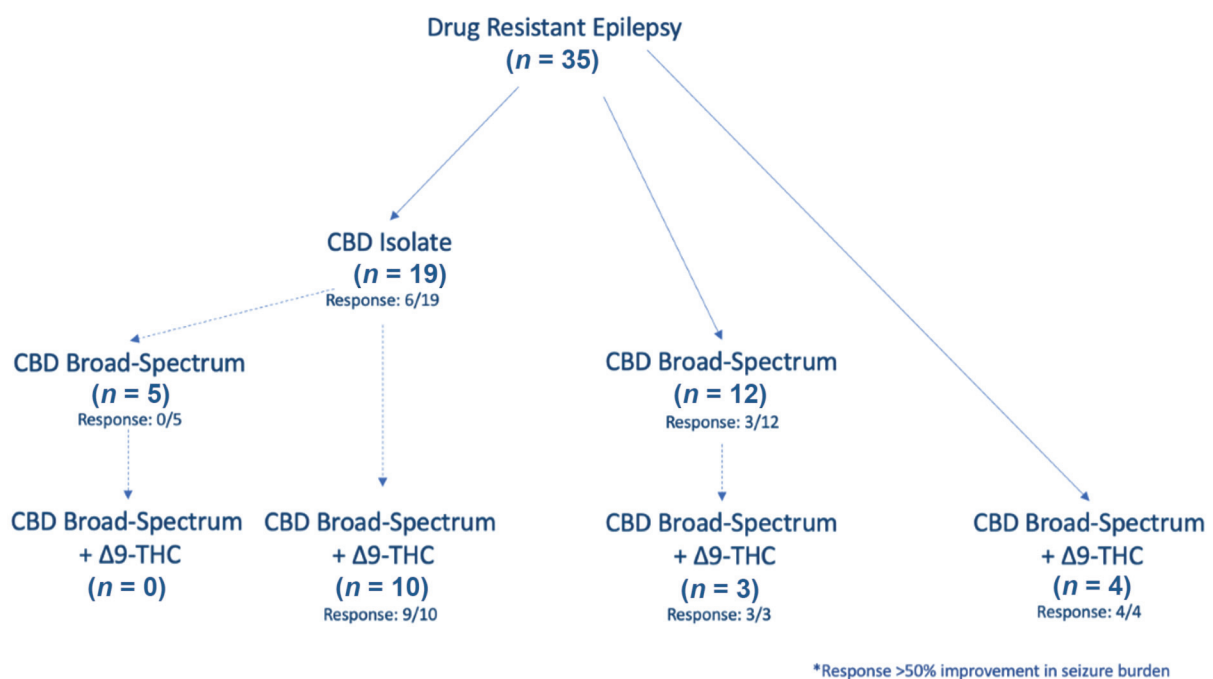 Drug Resistant Epilepsy
(n = 35)
CBD Isolate
(n = 19)
Response: 6/19
CBD Broad-Spectrum
(n = 5)
Response: 0/5
CBD Broad-Spectrum
(n = 12)
Response: 3/12
CBD Broad-Spectrum
+ Δ9-THC
(n = 0)
CBD Broad-Spectrum
+ Δ9-THC
(n = 10)
Response: 9/10
CBD Broad-Spectrum
+ Δ9-THC
(n = 3)
Response: 3/3
CBD Broad-Spectrum
+ Δ9-THC
(n = 4)
Response: 4/4
*Response >50% improvement in seizure burden